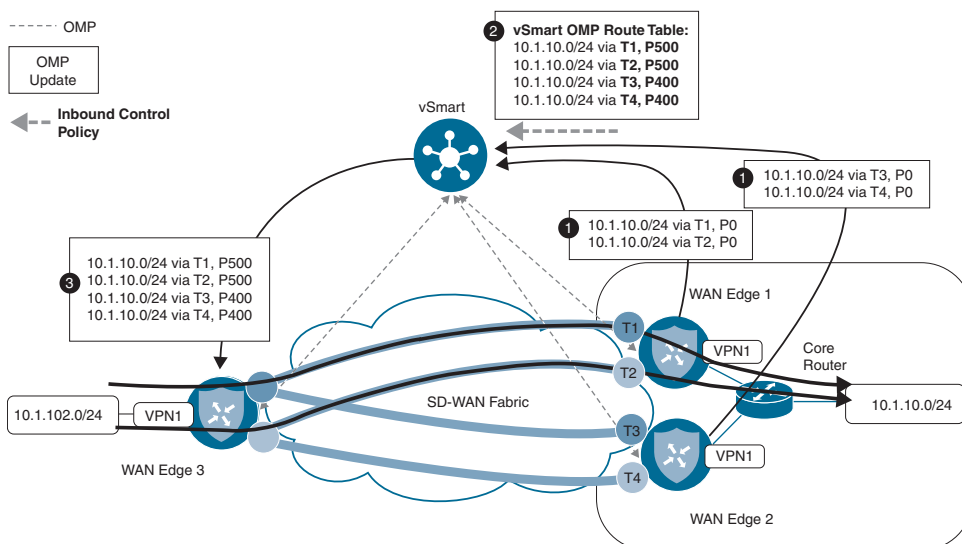 OMP
OMP
Update
Inbound Control
Policy
2
vSmart OMP Route Table:
10.1.10.0/24 via T1, P500
10.1.10.0/24 via T2, P500
10.1.10.0/24 via T3, P400
10.1.10.0/24 via T4, P400
vSmart
1
10.1.10.0/24 via T3, P0
10.1.10.0/24 via T4, P0
1
10.1.10.0/24 via T1, P0
10.1.10.0/24 via T2, P0
3
10.1.10.0/24 via T1, P500
10.1.10.0/24 via T2, P500
10.1.10.0/24 via T3, P400
10.1.10.0/24 via T4, P400
WAN Edge 1
T1
VPN1
T2
Core
Router
10.1.102.0/24
VPN1
SD-WAN Fabric
10.1.10.0/24
T3
VPN1
T4
WAN Edge 3
WAN Edge 2